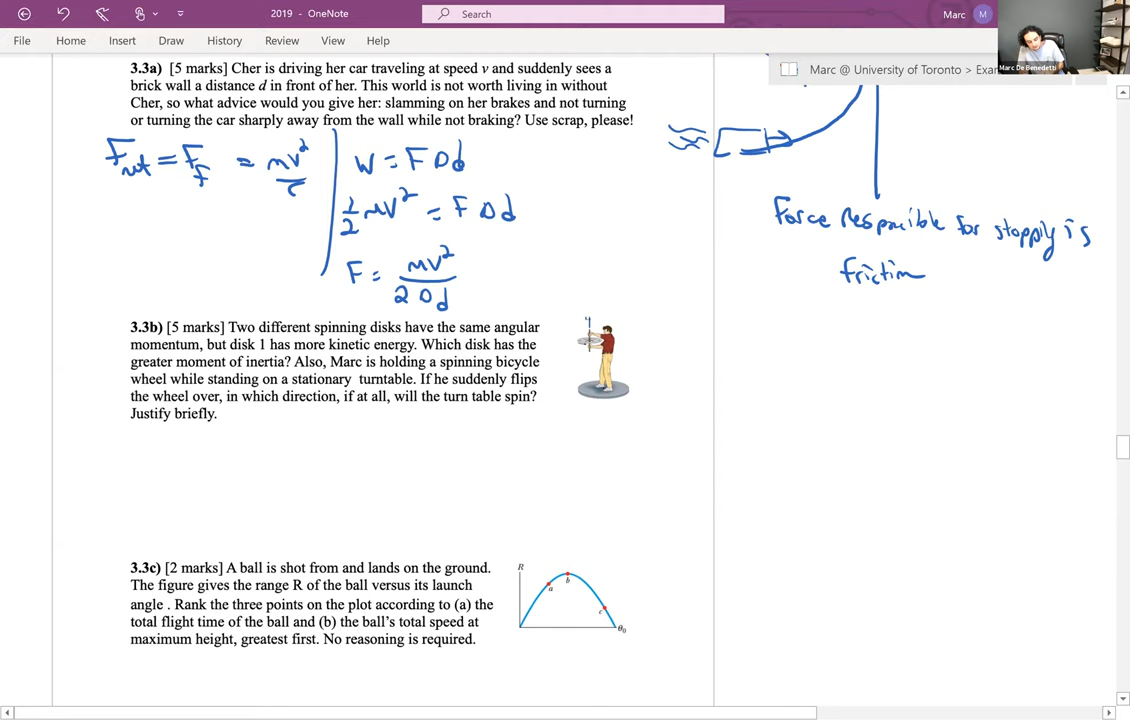 2019 - OneNote
Search
Marc
M
File Home Insert Draw History Review View Help
Marc De Benedetti
Marc @ University of Toronto > Exa
3.3a) [5 marks] Cher is driving her car traveling at speed v and suddenly sees a
brick wall a distance d in front of her. This world is not worth living in without
Cher, so what advice would you give her: slamming on her brakes and not turning
or turning the car sharply away from the wall while not braking? Use scrap, please!
Fnet = Ff = mv²/r
W = F Δd
1/2 mv² = F Δd
F = mv²/2Δd
Force responsible for
is
friction
3.3b) [5 marks] Two different spinning disks have the same angular
momentum, but disk 1 has more kinetic energy. Which disk has the
greater moment of inertia? Also, Marc is holding a spinning bicycle
wheel while standing on a stationary turntable. If he suddenly flips
the wheel over, in which direction, if at all, will the turn table spin?
Justify briefly.
3.3c) [2 marks] A ball is shot from and lands on the ground.
The figure gives the range R of the ball versus its launch
angle . Rank the three points on the plot according to (a) the
total flight time of the ball and (b) the ball's total speed at
maximum height, greatest first. No reasoning is required.
R
a
b
c
θ₀